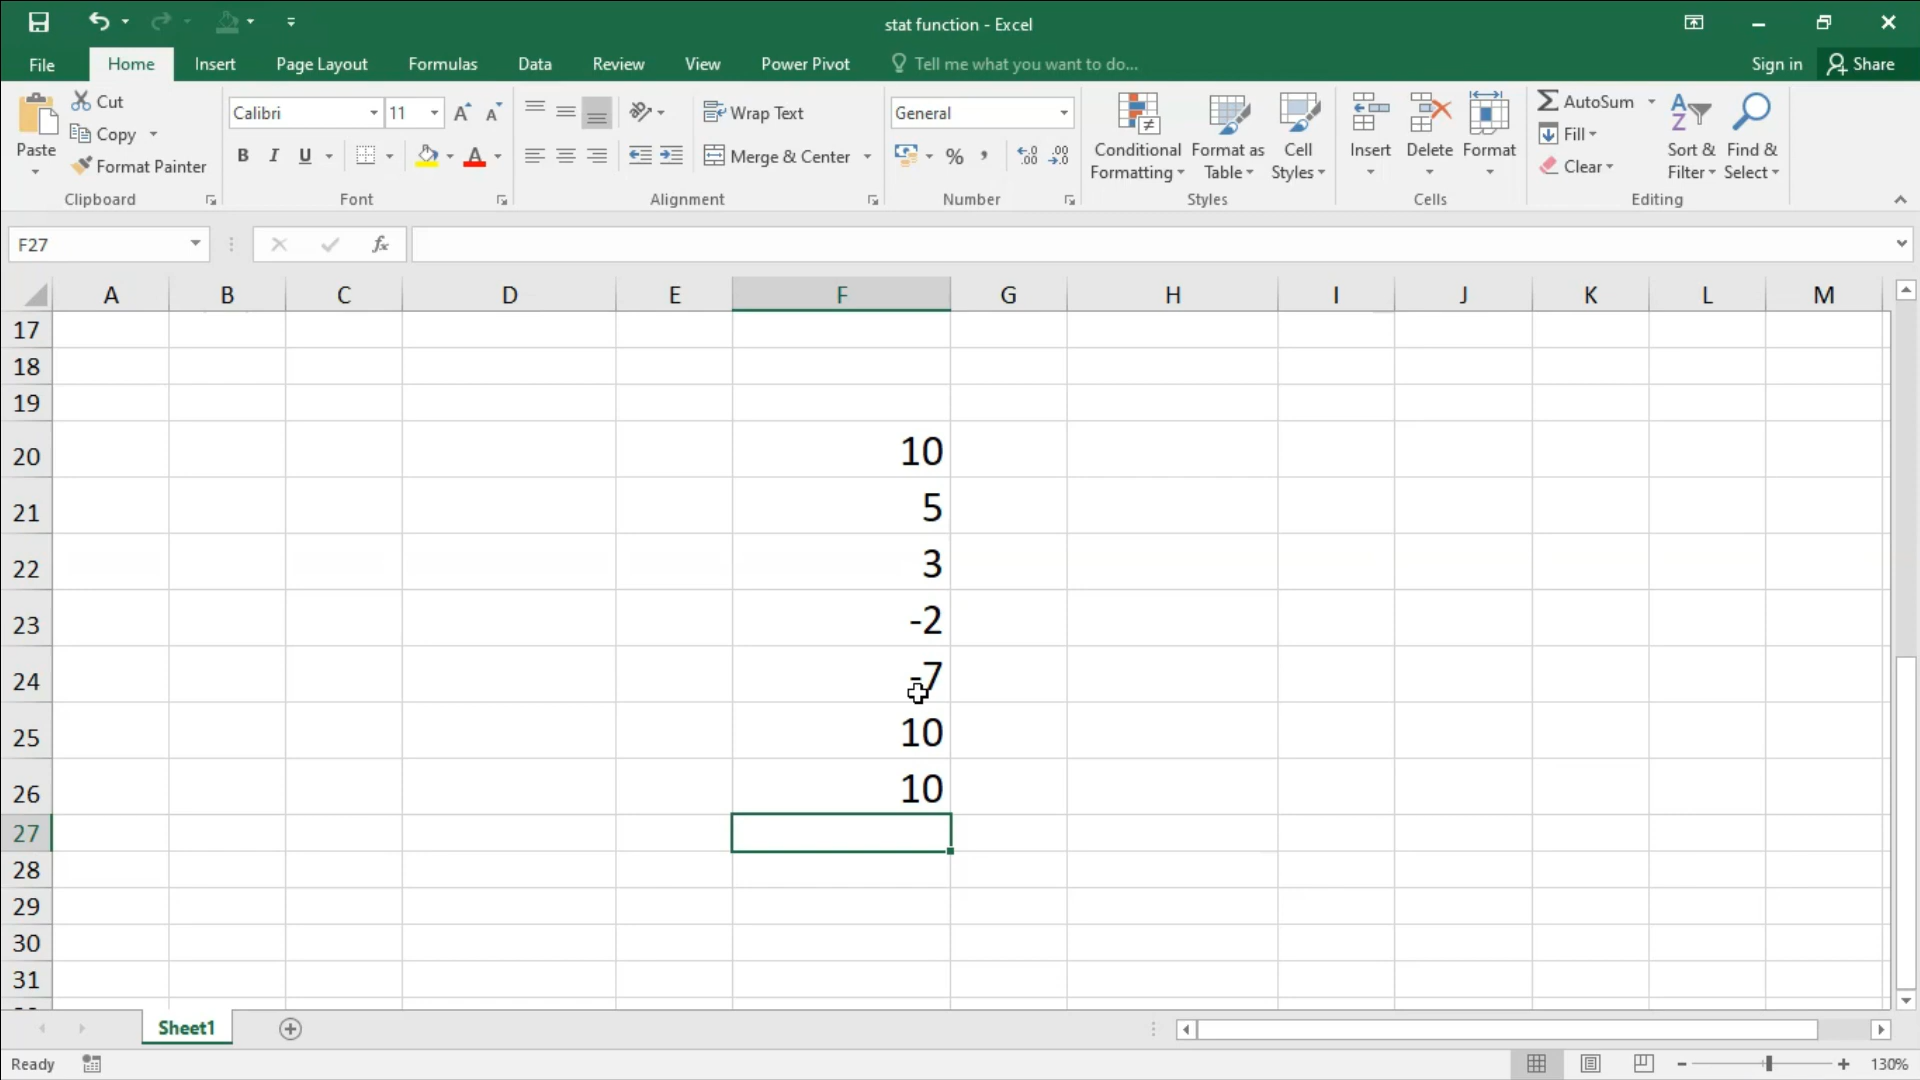 stat function - Excel
File Home Insert Page Layout Formulas Data Review View Power Pivot Tell me what you want to do... Sign in Share
Paste
Cut
Copy
Format Painter
Clipboard
Calibri 11
B I U A
Font
Wrap Text
Merge & Center
Alignment
General
%
Number
Conditional
Formatting
Format as
Table
Cell
Styles
Styles
Insert
Delete
Format
Cells
AutoSum
Fill
Clear
Sort &
Filter
Find &
Select
Editing
F27 fx
A B C D E F G H I J K L M
17
18
19
20 10
21 5
22 3
23 -2
24 -7
25 10
26 10
27
28
29
30
31
Sheet1
Ready 130%